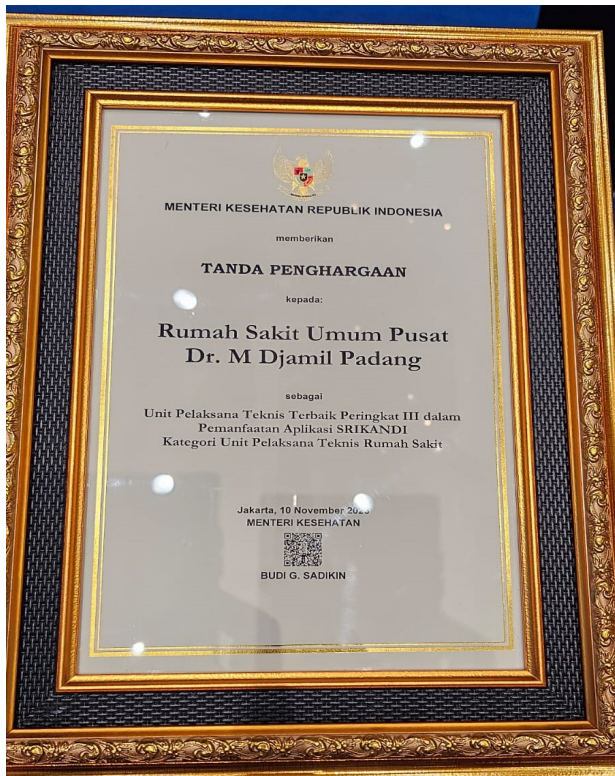 MENTERI KESEHATAN REPUBLIK INDONESIA
memberikan
TANDA PENGHARGAAN
kepada:
Rumah Sakit Umum Pusat
Dr. M Djamil Padang
sebagai
Unit Pelaksana Teknis Terbaik Peringkat III dalam
Pemanfaatan Aplikasi SRIKANDI
Kategori Unit Pelaksana Teknis Rumah Sakit
Jakarta, 10 November
MENTERI KESEHATAN
BUDI G. SADIKIN